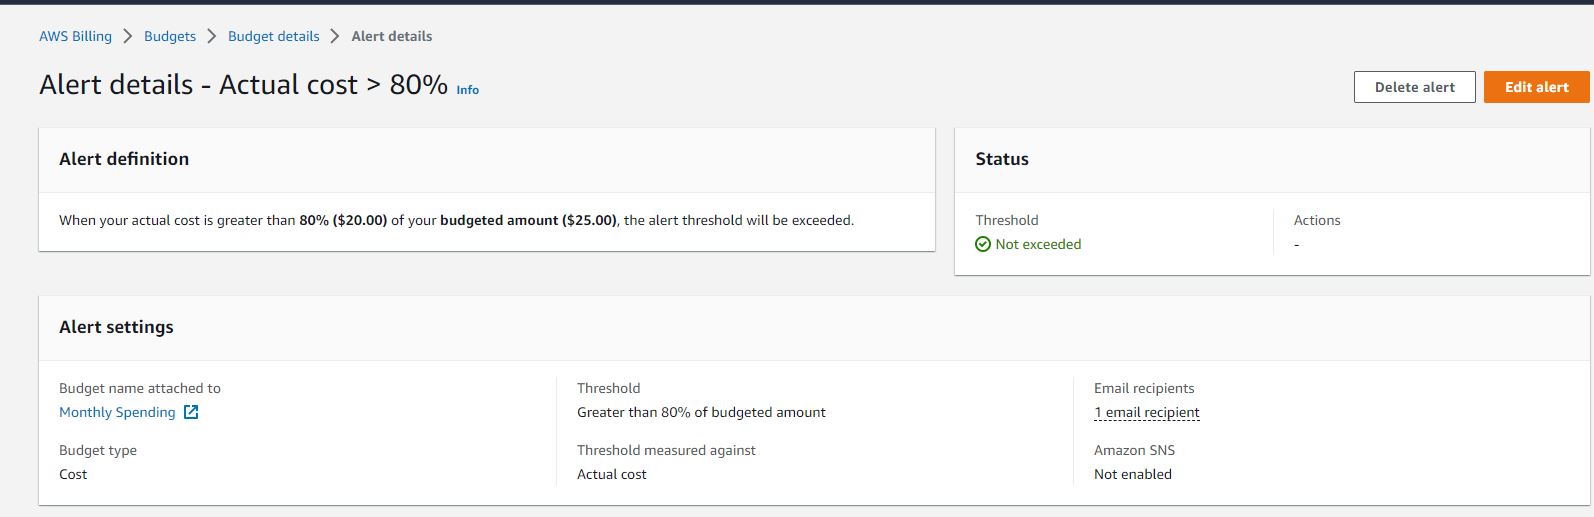 AWS Billing > Budgets > Budget details > Alert details
Alert details - Actual cost > 80% Info
Delete alert
Edit alert
Alert definition
When your actual cost is greater than 80% ($20.00) of your budgeted amount ($25.00), the alert threshold will be exceeded.
Status
Threshold
Not exceeded
Actions
-
Alert settings
Budget name attached to
Monthly Spending
Budget type
Cost
Threshold
Greater than 80% of budgeted amount
Threshold measured against
Actual cost
Email recipients
1 email recipient
Amazon SNS
Not enabled